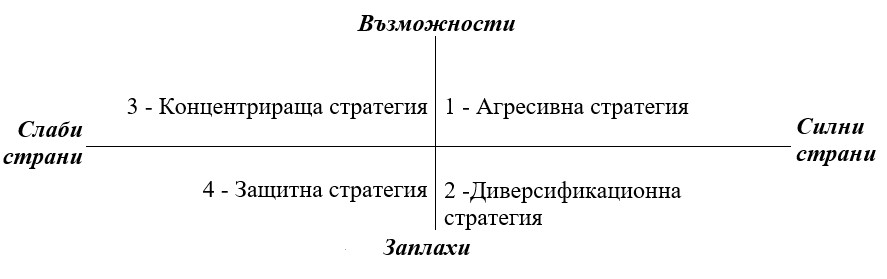 Възможности
3 - Концентрираща стратегия
1 - Агресивна стратегия
Слаби
страни
Силни
страни
4 - Защитна стратегия
2 -Диверсификационна
стратегия
Заплахи